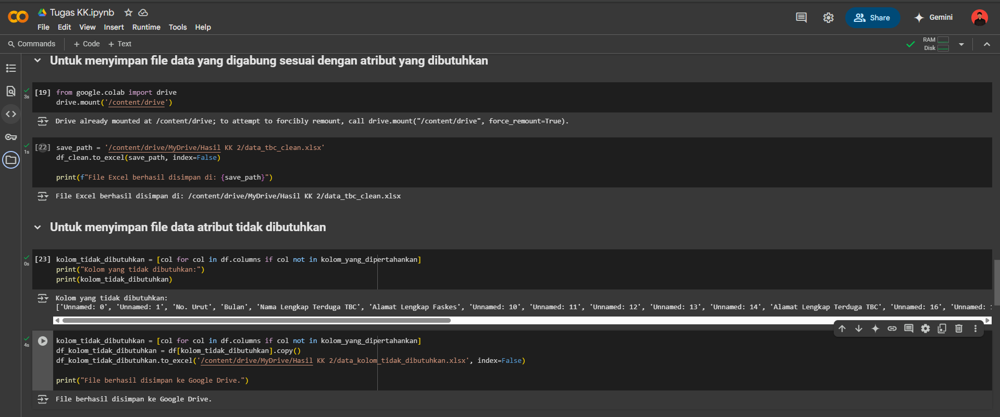 Tugas KK.ipynb
File Edit View Insert Runtime Tools Help
Share
Gemini
Commands + Code + Text
RAM
Disk
Untuk menyimpan file data yang digabung sesuai dengan atribut yang dibutuhkan
3s
[19] from google.colab import drive
drive.mount('/content/drive')
Drive already mounted at /content/drive; to attempt to forcibly remount, call drive.mount("/content/drive", force_remount=True).
1s
[22] save_path = '/content/drive/MyDrive/Hasil KK 2/data_tbc_clean.xlsx'
df_clean.to_excel(save_path, index=False)
print(f"File Excel berhasil disimpan di: {save_path}")
File Excel berhasil disimpan di: /content/drive/MyDrive/Hasil KK 2/data_tbc_clean.xlsx
Untuk menyimpan file data atribut tidak dibutuhkan
0s
[23] kolom_tidak_dibutuhkan = [col for col in df.columns if col not in kolom_yang_dipertahankan]
print("Kolom yang tidak dibutuhkan:")
print(kolom_tidak_dibutuhkan)
Kolom yang tidak dibutuhkan:
['Unnamed: 0', 'Unnamed: 1', 'No. Urut', 'Bulan', 'Nama Lengkap Terduga TBC', 'Alamat Lengkap Faskes', 'Unnamed: 10', 'Unnamed: 11', 'Unnamed: 12', 'Unnamed: 13', 'Unnamed: 14', 'Alamat Lengkap Terduga TBC', 'Unnamed: 16', 'Unnamed:
4s
kolom_tidak_dibutuhkan = [col for col in df.columns if col not in kolom_yang_dipertahankan]
df_kolom_tidak_dibutuhkan = df[kolom_tidak_dibutuhkan].copy()
df_kolom_tidak_dibutuhkan.to_excel('/content/drive/MyDrive/Hasil KK 2/data_kolom_tidak_dibutuhkan.xlsx', index=False)
print("File berhasil disimpan ke Google Drive.")
File berhasil disimpan ke Google Drive.